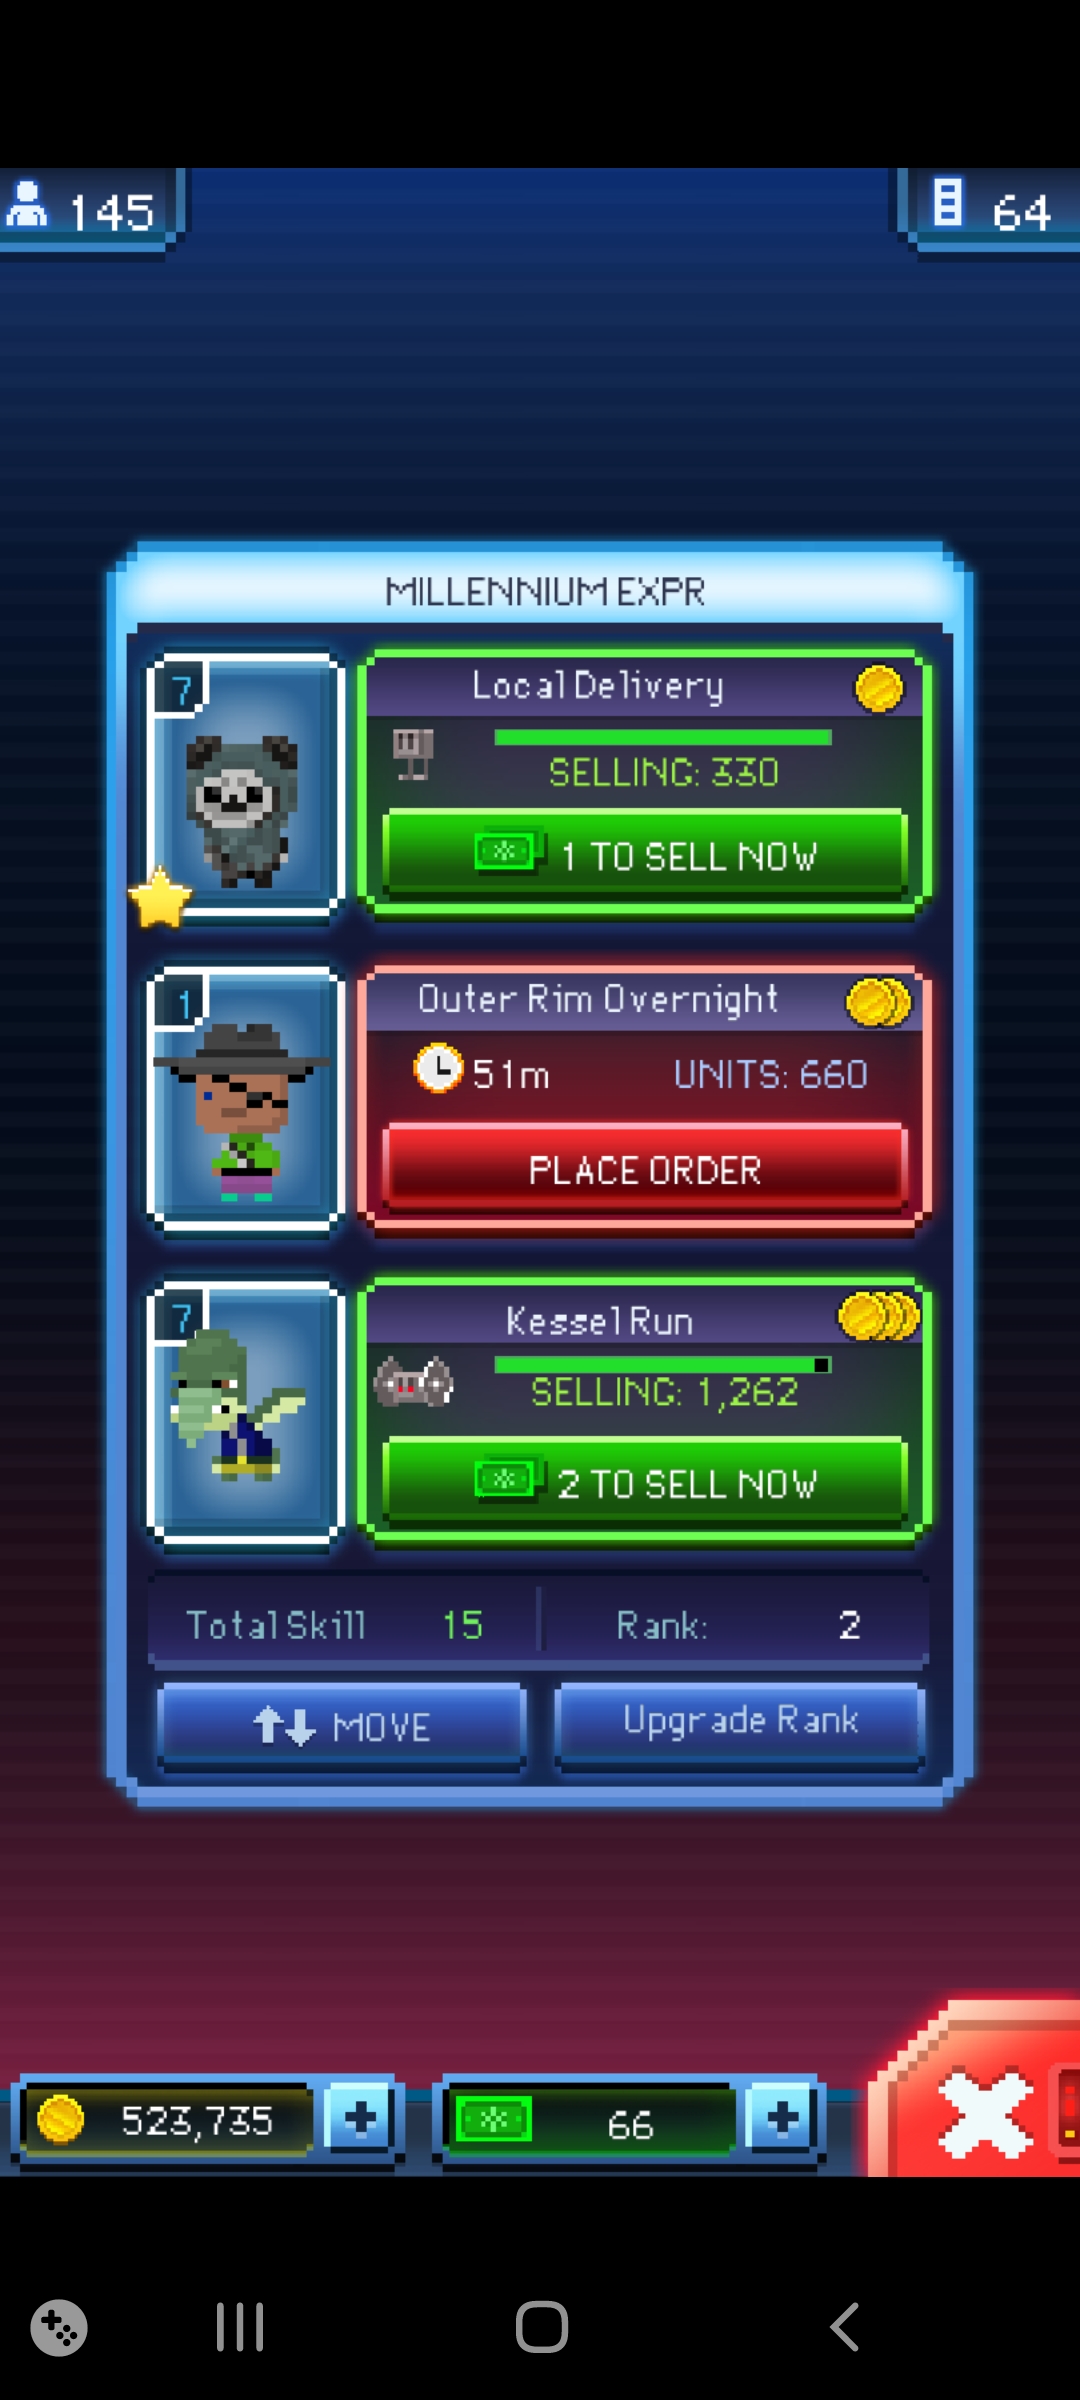 145
64
MILLENNIUM EXPR
7
Local Delivery
SELLING: 330
1 TO SELL NOW
1
Outer Rim Overnight
51m UNITS: 660
PLACE ORDER
7
Kessel Run
SELLING: 1,262
2 TO SELL NOW
Total Skill 15 Rank: 2
MOVE Upgrade Rank
523,735 66